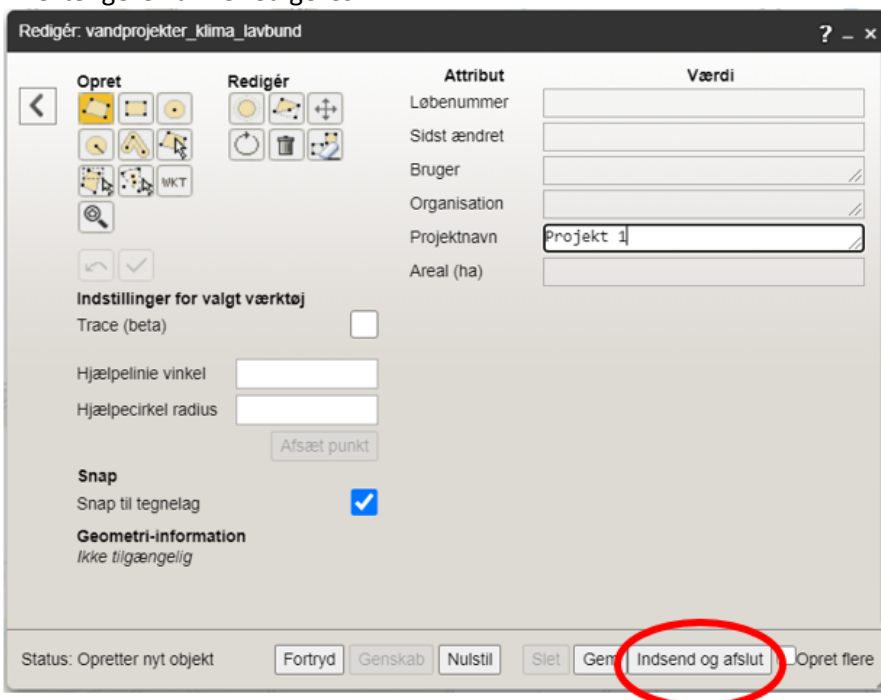 Redigér: vandprojekter_klima_lavbund ? – ×
Opret Redigér Attribut Værdi
Løbenummer
Sidst ændret
Bruger
WKT
Organisation
Projektnavn Projekt 1
Areal (ha)
Indstillinger for valgt værktøj
Trace (beta)
Hjælpelinie vinkel
Hjælpecirkel radius
Afsæt punkt
Snap
Snap til tegnelag
Geometri-information
Ikke tilgængelig
Status: Opretter nyt objekt Fortryd Genskab Nulstil Slet Gem Indsend og afslut Opret flere